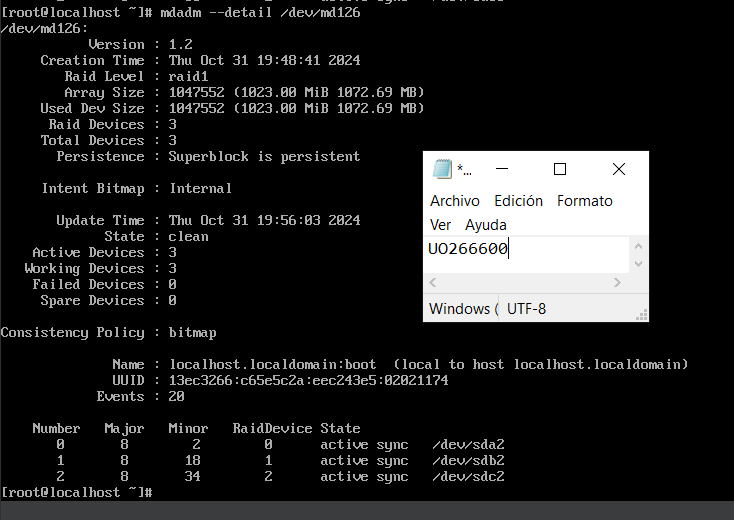 [root@localhost ~]# mdadm --detail /dev/md126
/dev/md126:
Version : 1.2
Creation Time : Thu Oct 31 19:48:41 2024
Raid Level : raid1
Array Size : 1047552 (1023.00 MiB 1072.69 MB)
Used Dev Size : 1047552 (1023.00 MiB 1072.69 MB)
Raid Devices : 3
Total Devices : 3
Persistence : Superblock is persistent
Intent Bitmap : Internal
Update Time : Thu Oct 31 19:56:03 2024
State : clean
Active Devices : 3
Working Devices : 3
Failed Devices : 0
Spare Devices : 0
Consistency Policy : bitmap
Name : localhost.localdomain:boot  (local to host localhost.localdomain)
UUID : 13ec3266:c65e5c2a:eec243e5:02021174
Events : 20
Number   Major   Minor   RaidDevice State
0       8        2        0      active sync   /dev/sda2
1       8       18        1      active sync   /dev/sdb2
2       8       34        2      active sync   /dev/sdc2
[root@localhost ~]#
*...
Archivo Edición Formato
Ver Ayuda
UO266600
Windows ( UTF-8